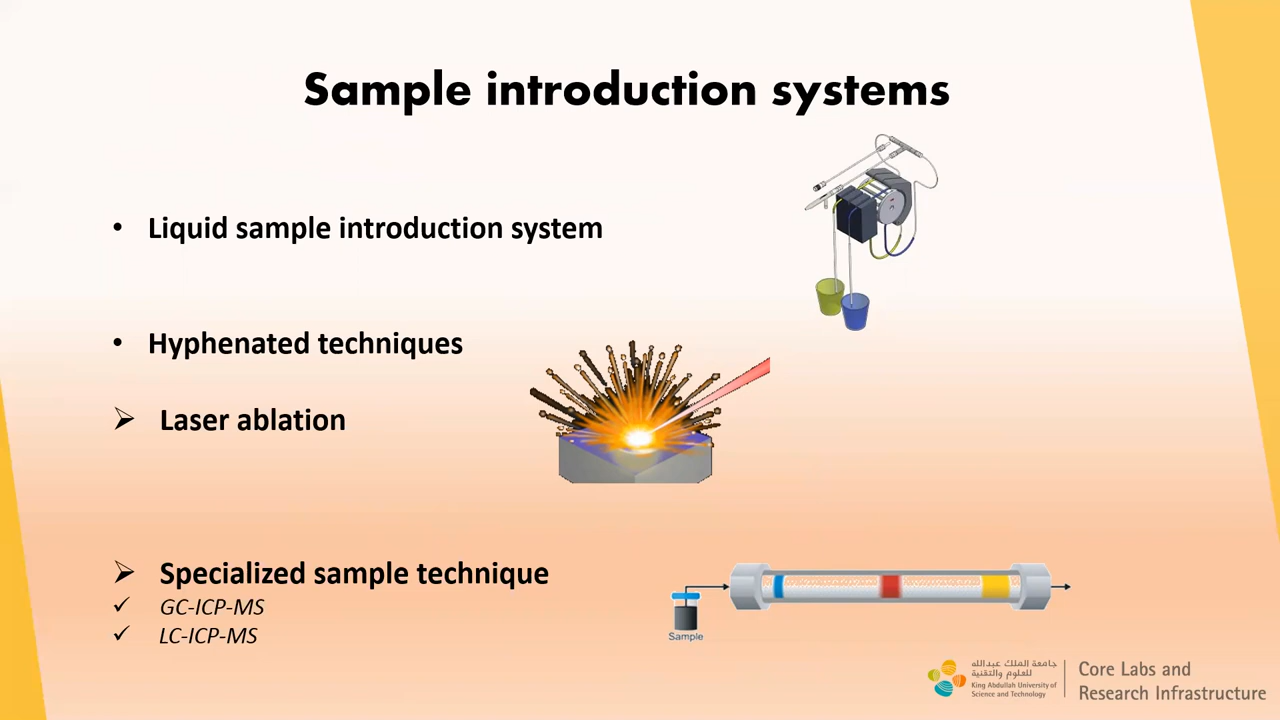 Sample introduction systems
• Liquid sample introduction system
• Hyphenated techniques
➢ Laser ablation
➢ Specialized sample technique
✓ GC-ICP-MS
✓ LC-ICP-MS
Sample
جامعة الملك عبدالله
للعلوم والتقنية
King Abdullah University of
Science and Technology
Core Labs and
Research Infrastructure